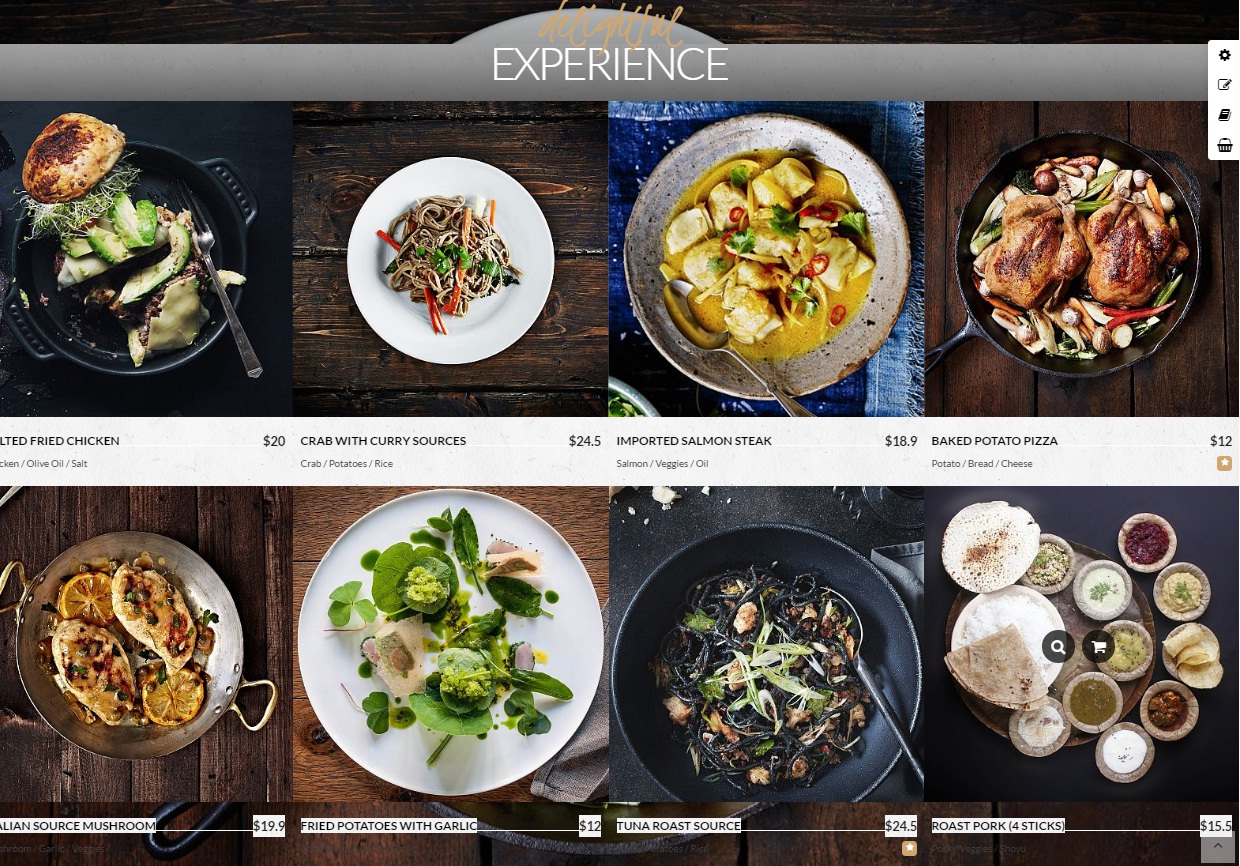 delightful
EXPERIENCE
LTED FRIED CHICKEN $20
cken / Olive Oil / Salt
CRAB WITH CURRY SOURCES $24.5
Crab / Potatoes / Rice
IMPORTED SALMON STEAK $18.9
Salmon / Veggies / Oil
BAKED POTATO PIZZA $12
Potato / Bread / Cheese
ALIAN SOURCE MUSHROOM $19.9
shroom / Garlic / Veggies
FRIED POTATOES WITH GARLIC $12
TUNA ROAST SOURCE $24.5
/ Rice
ROAST PORK (4 STICKS) $15.5
Pork / Veggies / Shoyu